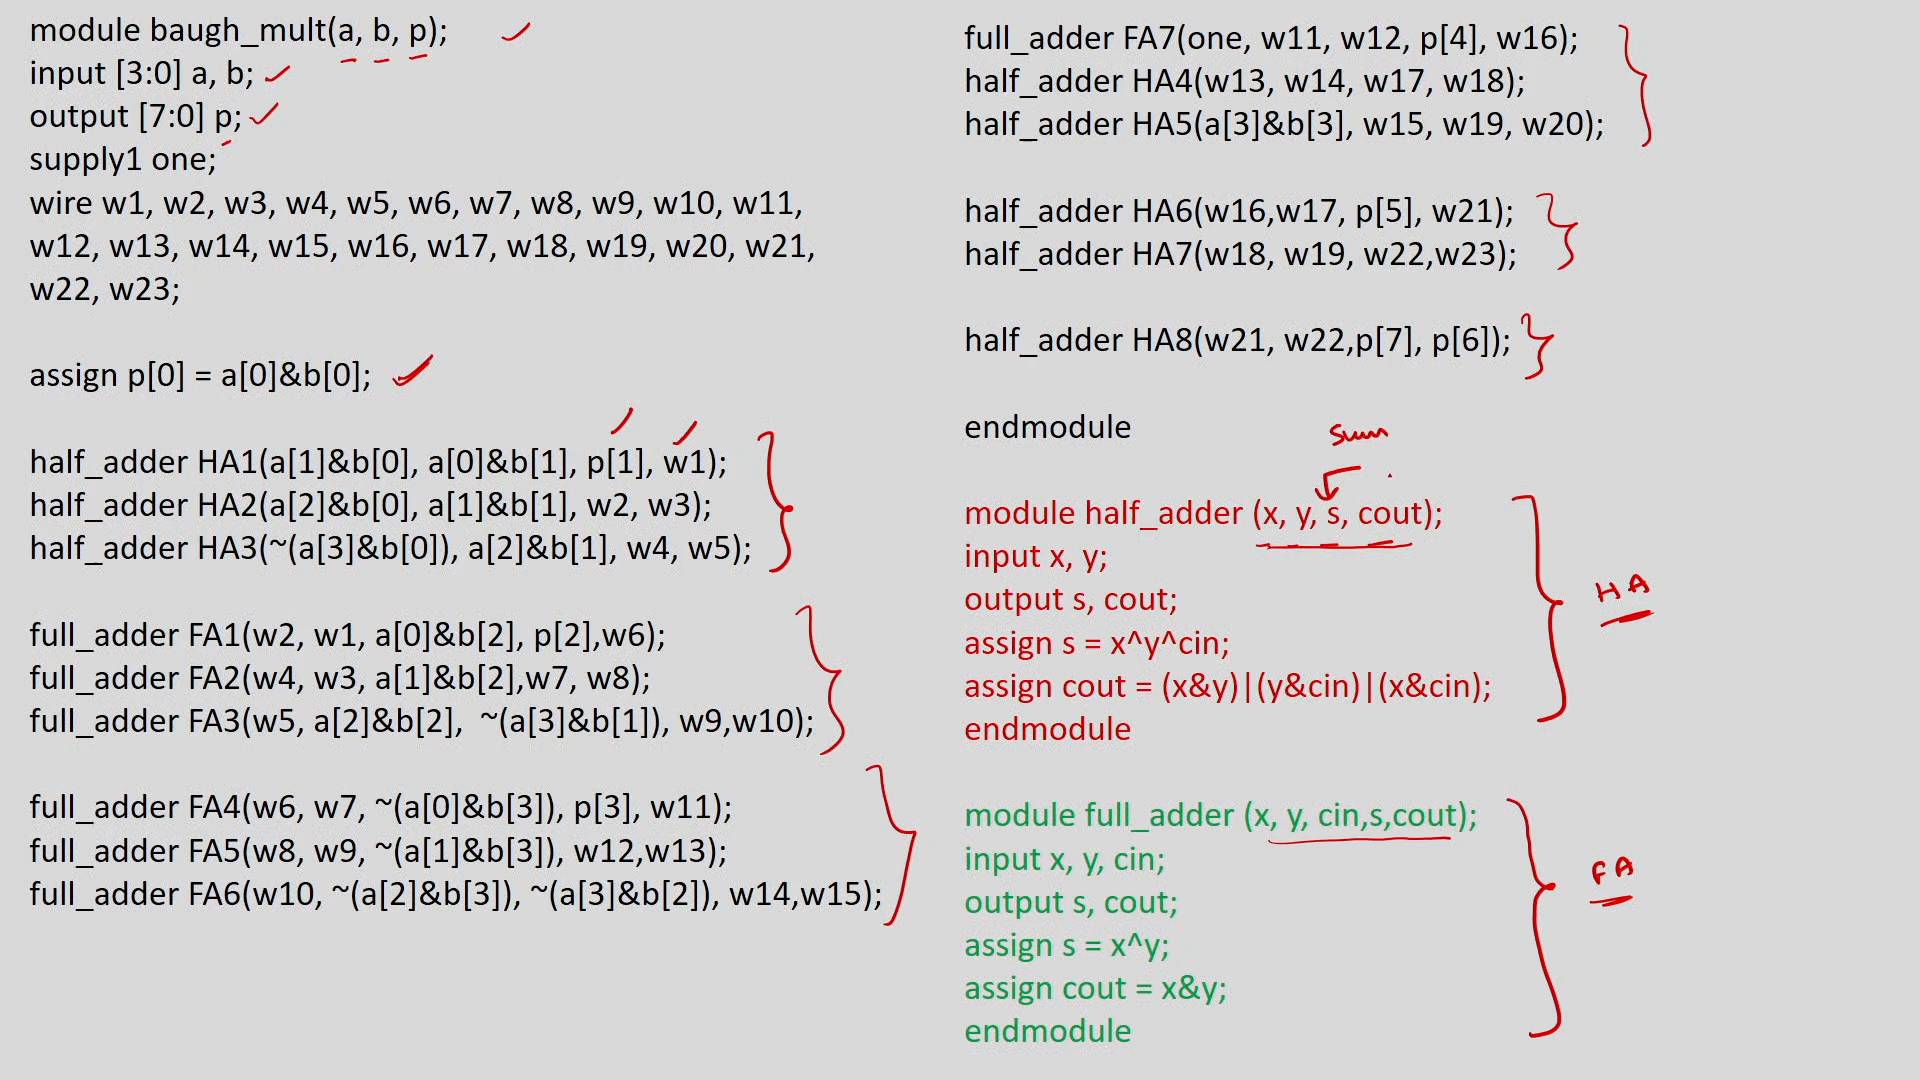 module baugh_mult(a, b, p);
input [3:0] a, b;
output [7:0] p;
supply1 one;
wire w1, w2, w3, w4, w5, w6, w7, w8, w9, w10, w11,
w12, w13, w14, w15, w16, w17, w18, w19, w20, w21,
w22, w23;
assign p[0] = a[0]&b[0];
half_adder HA1(a[1]&b[0], a[0]&b[1], p[1], w1);
half_adder HA2(a[2]&b[0], a[1]&b[1], w2, w3);
half_adder HA3(~(a[3]&b[0]), a[2]&b[1], w4, w5);
full_adder FA1(w2, w1, a[0]&b[2], p[2],w6);
full_adder FA2(w4, w3, a[1]&b[2],w7, w8);
full_adder FA3(w5, a[2]&b[2], ~(a[3]&b[1]), w9,w10);
full_adder FA4(w6, w7, ~(a[0]&b[3]), p[3], w11);
full_adder FA5(w8, w9, ~(a[1]&b[3]), w12,w13);
full_adder FA6(w10, ~(a[2]&b[3]), ~(a[3]&b[2]), w14,w15);
full_adder FA7(one, w11, w12, p[4], w16);
half_adder HA4(w13, w14, w17, w18);
half_adder HA5(a[3]&b[3], w15, w19, w20);
half_adder HA6(w16,w17, p[5], w21);
half_adder HA7(w18, w19, w22,w23);
half_adder HA8(w21, w22,p[7], p[6]);
endmodule
sum
module half_adder (x, y, s, cout);
input x, y;
output s, cout;
assign s = x^y^cin;
assign cout = (x&y)|(y&cin)|(x&cin);
endmodule
HA
module full_adder (x, y, cin,s,cout);
input x, y, cin;
output s, cout;
assign s = x^y;
assign cout = x&y;
endmodule
FA